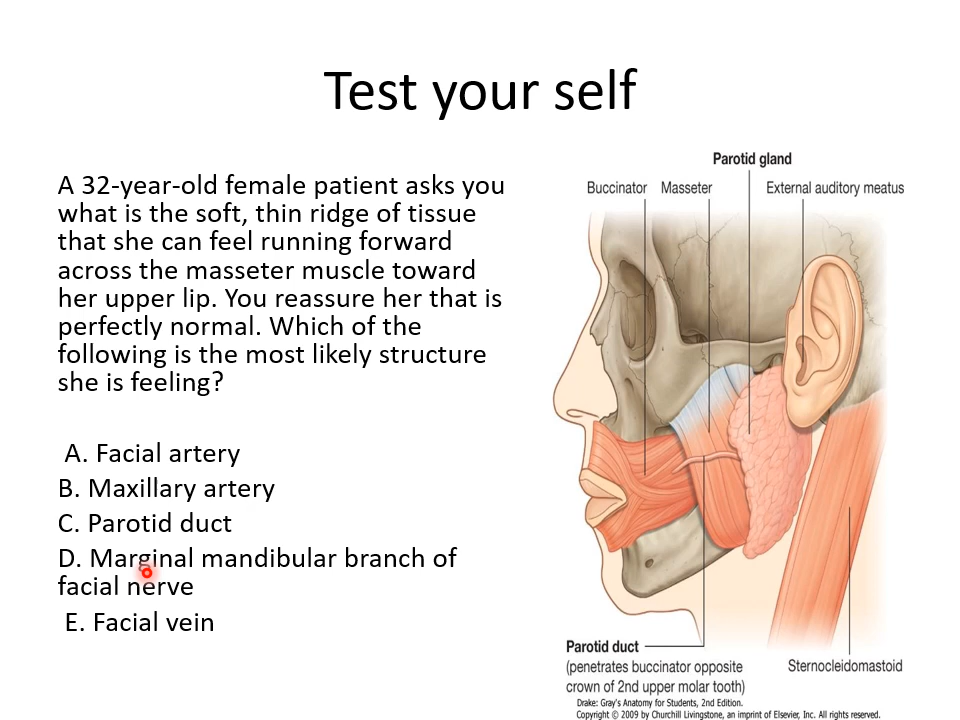 Test your self
A 32-year-old female patient asks you
what is the soft, thin ridge of tissue
that she can feel running forward
across the masseter muscle toward
her upper lip. You reassure her that is
perfectly normal. Which of the
following is the most likely structure
she is feeling?
A. Facial artery
B. Maxillary artery
C. Parotid duct
D. Marginal mandibular branch of
facial nerve
E. Facial vein
Parotid gland
Buccinator
Masseter
External auditory meatus
Parotid duct
(penetrates buccinator opposite
crown of 2nd upper molar tooth)
Sternocleidomastoid
Drake: Gray's Anatomy for Students, 2nd Edition.
Copyright © 2009 by Churchill Livingstone, an imprint of Elsevier, Inc. All rights reserved.